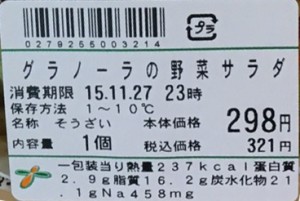 プラ
0279255003214
グラノーラの野菜サラダ
消費期限 15.11.27 23時
保存方法 1〜10℃
名称 そうざい 本体価格 298円
内容量 1個 税込価格 321円
一包装当り熱量237kcal蛋白質
2.9g脂質16.2g炭水化物21
.1gNa458mg